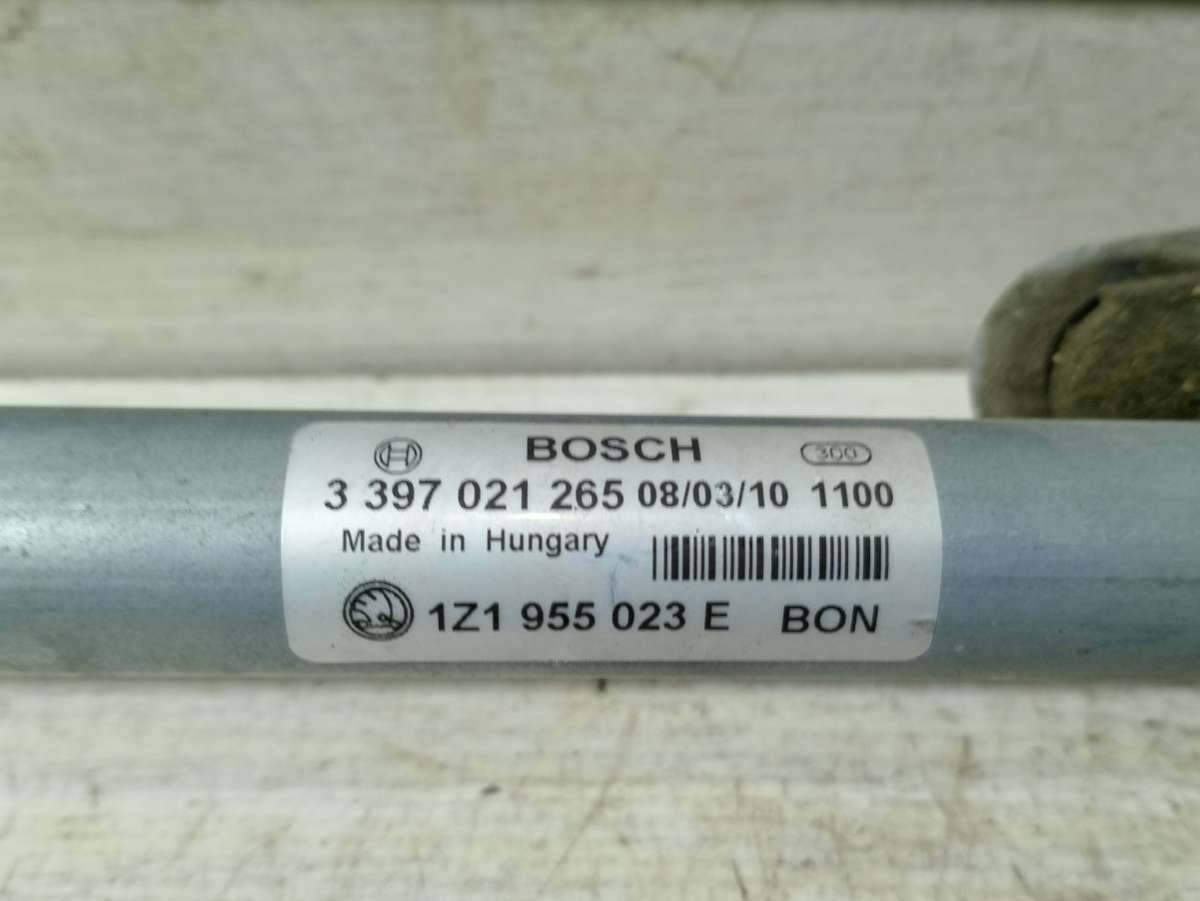 BOSCH 300
3 397 021 265 08/03/10 1100
Made in Hungary
1Z1 955 023 E BON